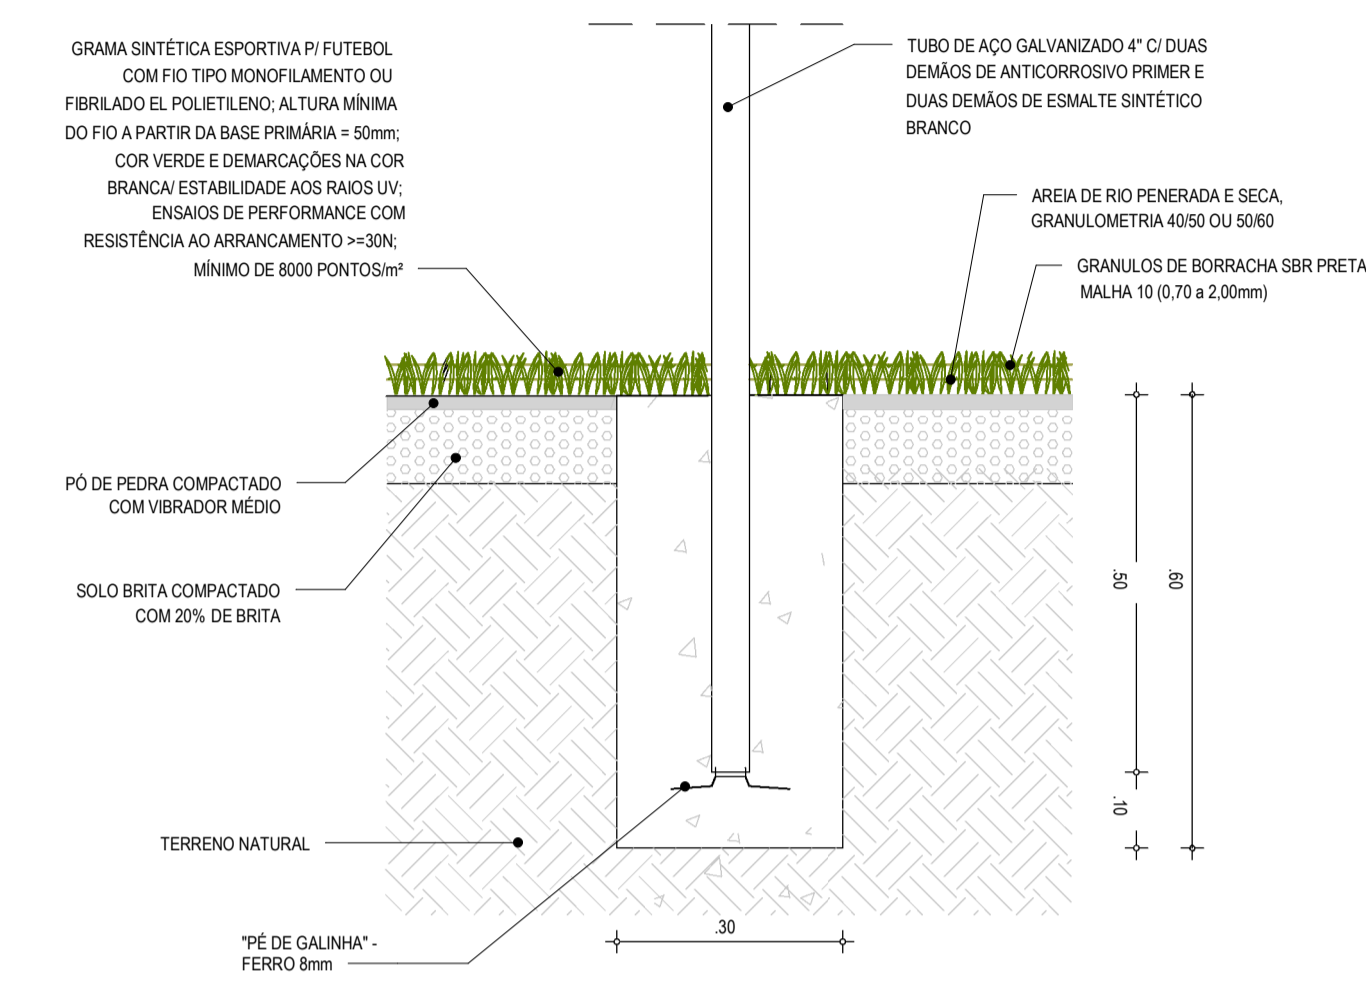 GRAMA SINTÉTICA ESPORTIVA P/ FUTEBOL
COM FIO TIPO MONOFILAMENTO OU
FIBRILADO EL POLIETILENO; ALTURA MÍNIMA
DO FIO A PARTIR DA BASE PRIMÁRIA = 50mm;
COR VERDE E DEMARCAÇÕES NA COR
BRANCA/ ESTABILIDADE AOS RAIOS UV;
ENSAIOS DE PERFORMANCE COM
RESISTÊNCIA AO ARRANCAMENTO >=30N;
MÍNIMO DE 8000 PONTOS/m²
TUBO DE AÇO GALVANIZADO 4" C/ DUAS
DEMÃOS DE ANTICORROSIVO PRIMER E
DUAS DEMÃOS DE ESMALTE SINTÉTICO
BRANCO
AREIA DE RIO PENERADA E SECA,
GRANULOMETRIA 40/50 OU 50/60
GRANULOS DE BORRACHA SBR PRETA
MALHA 10 (0,70 a 2,00mm)
PÓ DE PEDRA COMPACTADO
COM VIBRADOR MÉDIO
SOLO BRITA COMPACTADO
COM 20% DE BRITA
TERRENO NATURAL
"PÉ DE GALINHA" -
FERRO 8mm
.50
.60
.10
.30